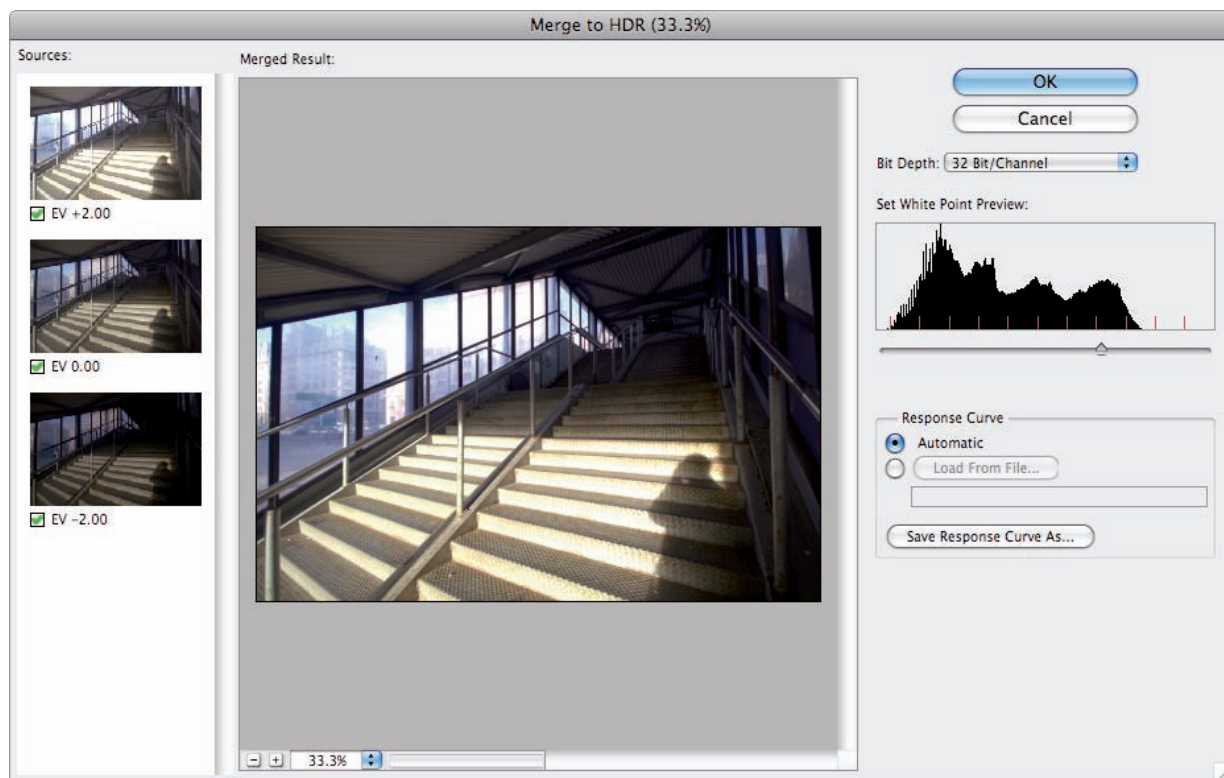 Merge to HDR (33.3%)
Sources:
EV +2.00
EV 0.00
EV -2.00
Merged Result:
33.3%
OK
Cancel
Bit Depth: 32 Bit/Channel
Set White Point Preview:
Response Curve
Automatic
Load From File...
Save Response Curve As...